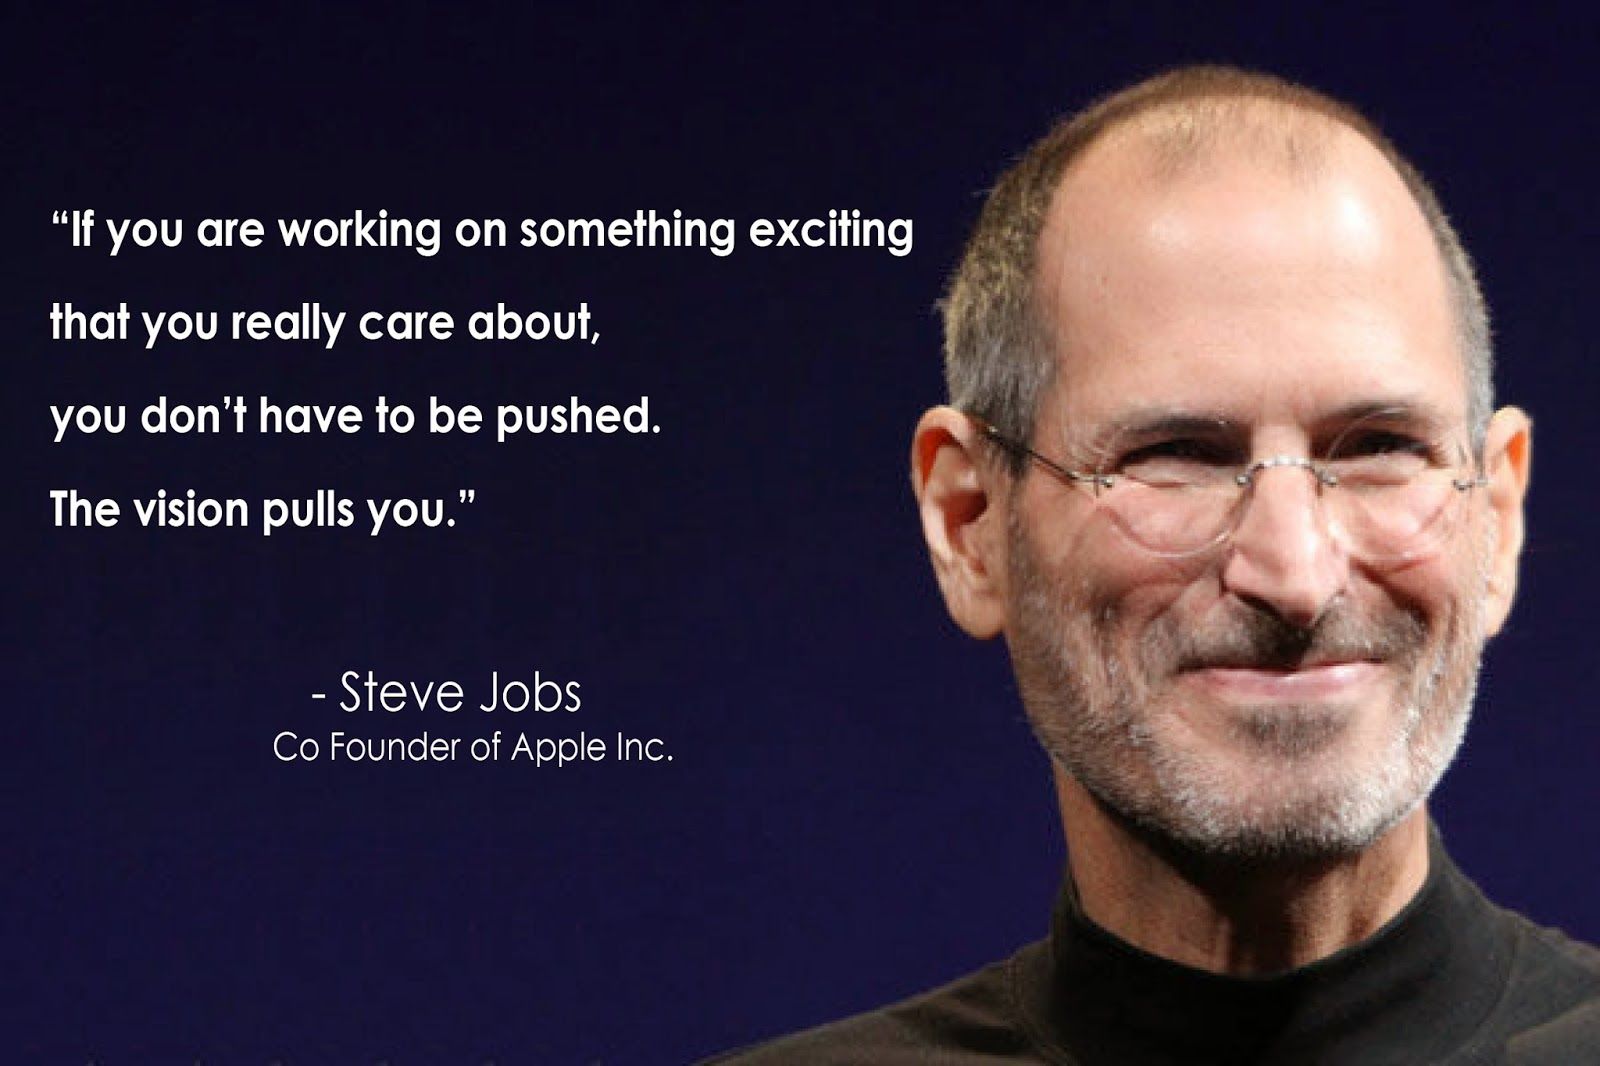 “If you are working on something exciting
that you really care about,
you don’t have to be pushed.
The vision pulls you.”
- Steve Jobs
Co Founder of Apple Inc.